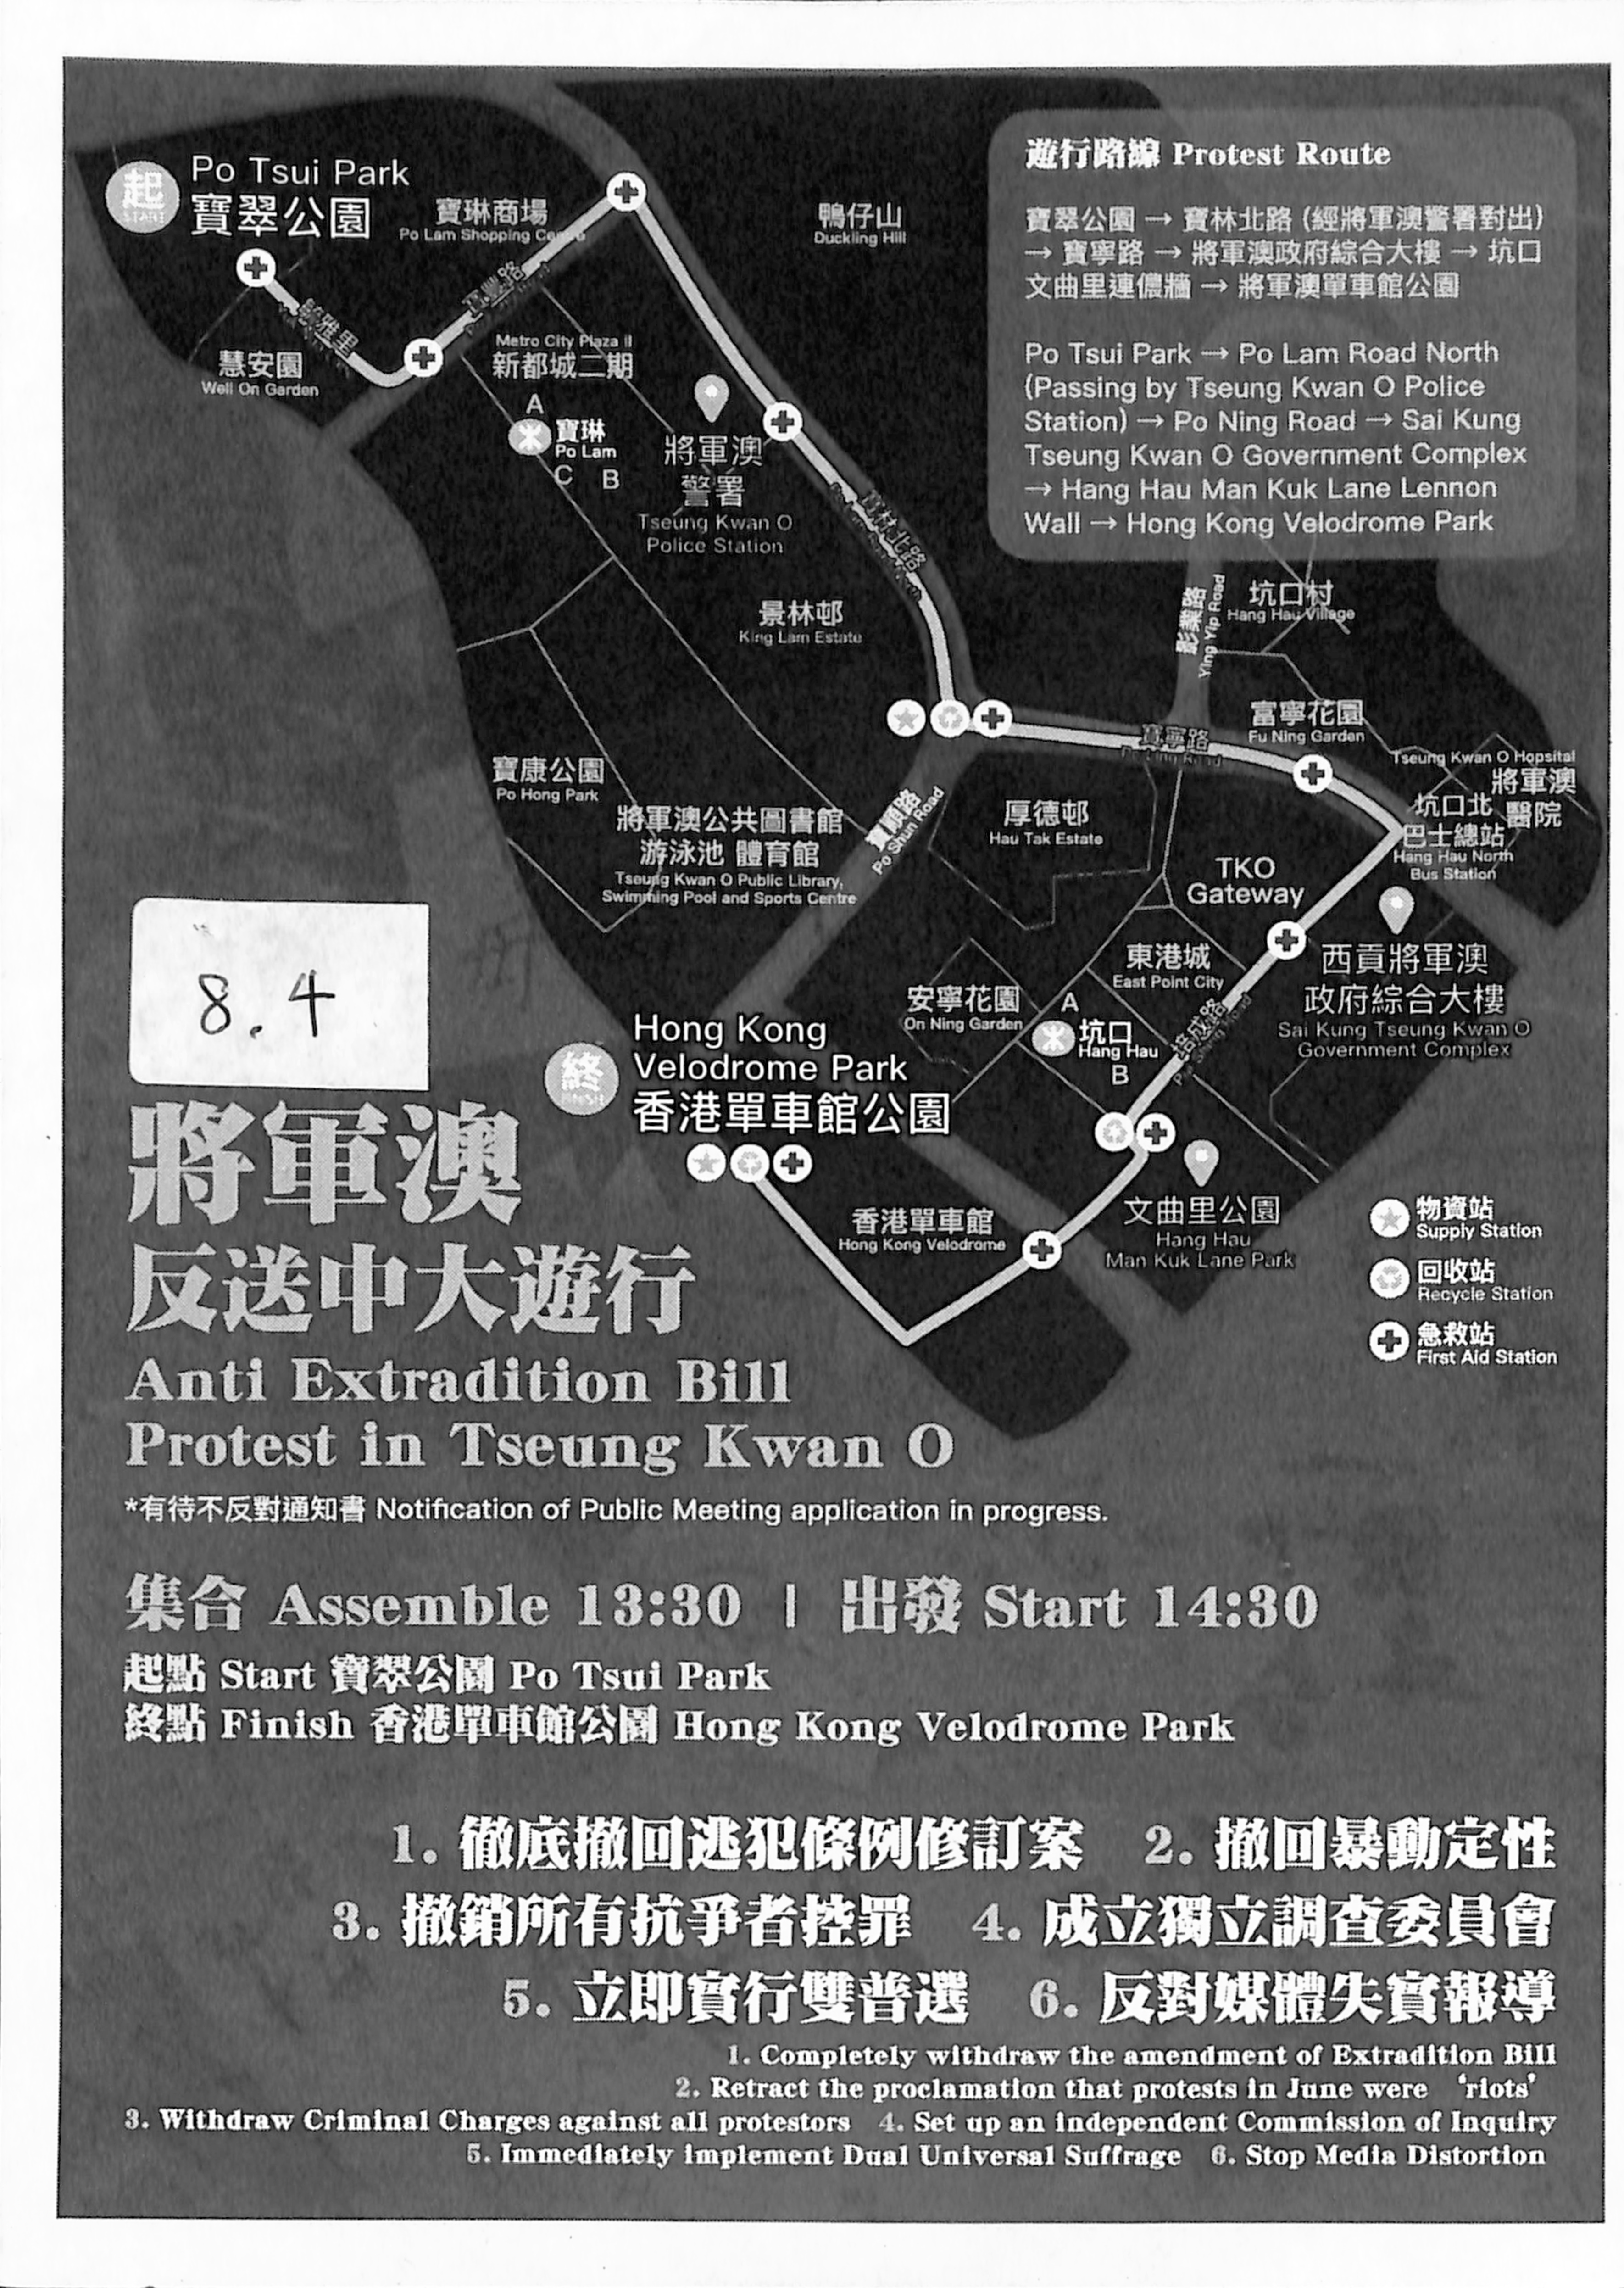 起
START
Po Tsui Park
寶翠公園
寶琳商場
Po Lam Shopping Centre
鴨仔山
Duckling Hill
遊行路線 Protest Route
寶翠公園 → 寶林北路 (經將軍澳警署對出)
→ 寶寧路 → 將軍澳政府綜合大樓 → 坑口
文曲里連儂牆 → 將軍澳單車館公園
Po Tsui Park → Po Lam Road North
(Passing by Tseung Kwan O Police
Station) → Po Ning Road → Sai Kung
Tseung Kwan O Government Complex
→ Hang Hau Man Kuk Lane Lennon
Wall → Hong Kong Velodrome Park
慧安園
Well On Garden
Metro City Plaza II
新都城二期
A
寶琳
Po Lam
C B
將軍澳
警署
Tseung Kwan O
Police Station
寶林北路
景林邨
King Lam Estate
影業路
Ying Yip Road
坑口村
Hang Hau Village
富寧花園
Fu Ning Garden
寶寧路
Tseung Kwan O Hopsital
將軍澳
醫院
坑口北
巴士總站
Hang Hau North
Bus Station
寶康公園
Po Hong Park
將軍澳公共圖書館
游泳池 體育館
Tseung Kwan O Public Library,
Swimming Pool and Sports Centre
寶順路
Po Shun Road
厚德邨
Hau Tak Estate
TKO
Gateway
東港城
East Point City
西貢將軍澳
政府綜合大樓
Sai Kung Tseung Kwan O
Government Complex
安寧花園
On Ning Garden
A
坑口
Hang Hau
B
培成路
8.4
終
FINISH
Hong Kong
Velodrome Park
香港單車館公園
香港單車館
Hong Kong Velodrome
文曲里公園
Hang Hau
Man Kuk Lane Park
物資站
Supply Station
回收站
Recycle Station
急救站
First Aid Station
將軍澳
反送中大遊行
Anti Extradition Bill
Protest in Tseung Kwan O
*有待不反對通知書 Notification of Public Meeting application in progress.
集合 Assemble 13:30 | 出發 Start 14:30
起點 Start 寶翠公園 Po Tsui Park
終點 Finish 香港單車館公園 Hong Kong Velodrome Park
1. 徹底撤回逃犯條例修訂案 2. 撤回暴動定性
3. 撤銷所有抗爭者控罪 4. 成立獨立調查委員會
5. 立即實行雙普選 6. 反對媒體失實報導
1. Completely withdraw the amendment of Extradition Bill
2. Retract the proclamation that protests in June were ‘riots’
3. Withdraw Criminal Charges against all protestors 4. Set up an independent Commission of Inquiry
5. Immediately implement Dual Universal Suffrage 6. Stop Media Distortion